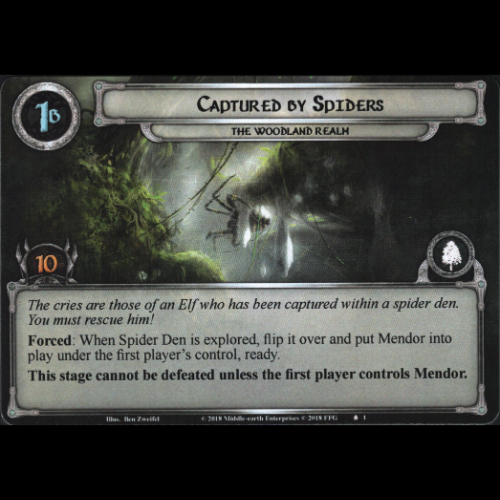 1B
CAPTURED BY SPIDERS
THE WOODLAND REALM
10
The cries are those of an Elf who has been captured within a spider den.
You must rescue him!
Forced: When Spider Den is explored, flip it over and put Mendor into
play under the first player's control, ready.
This stage cannot be defeated unless the first player controls Mendor.
Illus. Ben Zweifel © 2018 Middle-earth Enterprises © 2018 FFG 1